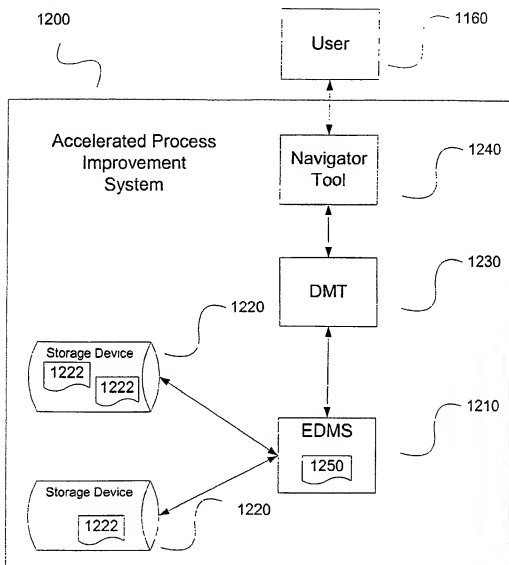 1200
User
1160
Accelerated Process
Improvement
System
Navigator
Tool
1240
DMT
1230
1220
Storage Device
1222
1222
EDMS
1250
1210
Storage Device
1222
1220